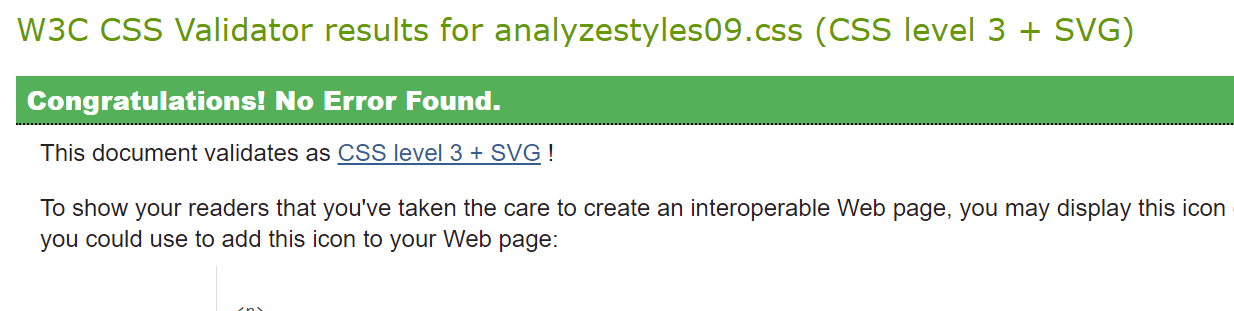 W3C CSS Validator results for analyzestyles09.css (CSS level 3 + SVG)
Congratulations! No Error Found.
This document validates as CSS level 3 + SVG !
To show your readers that you've taken the care to create an interoperable Web page, you may display this icon
you could use to add this icon to your Web page:
<p>